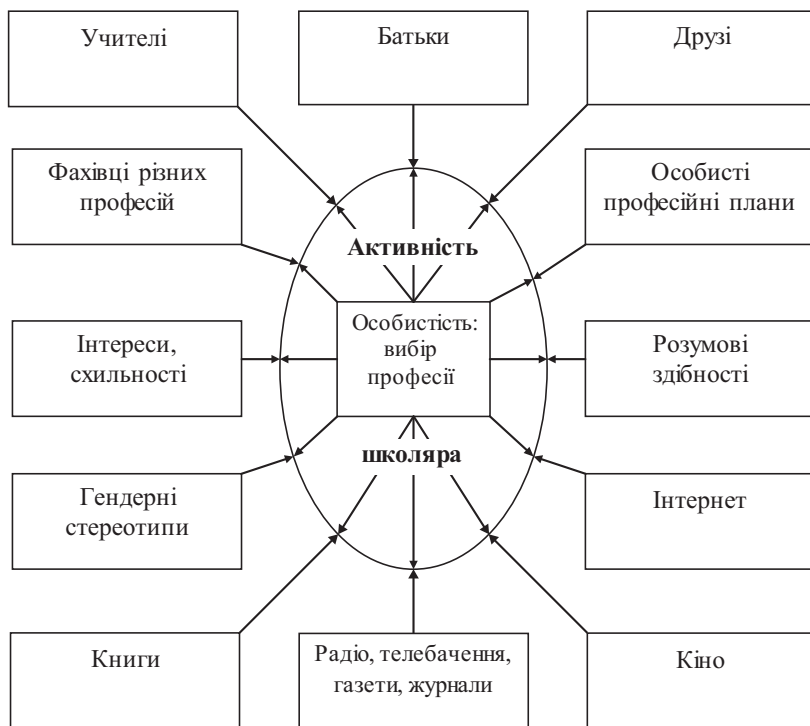 Учителі
Батьки
Друзі
Фахівці різних
професій
Особисті
професійні плани
Активність
Інтереси,
схильності
Особистість:
вибір
професії
Розумові
здібності
школяра
Гендерні
стереотипи
Інтернет
Книги
Радіо, телебачення,
газети, журнали
Кіно